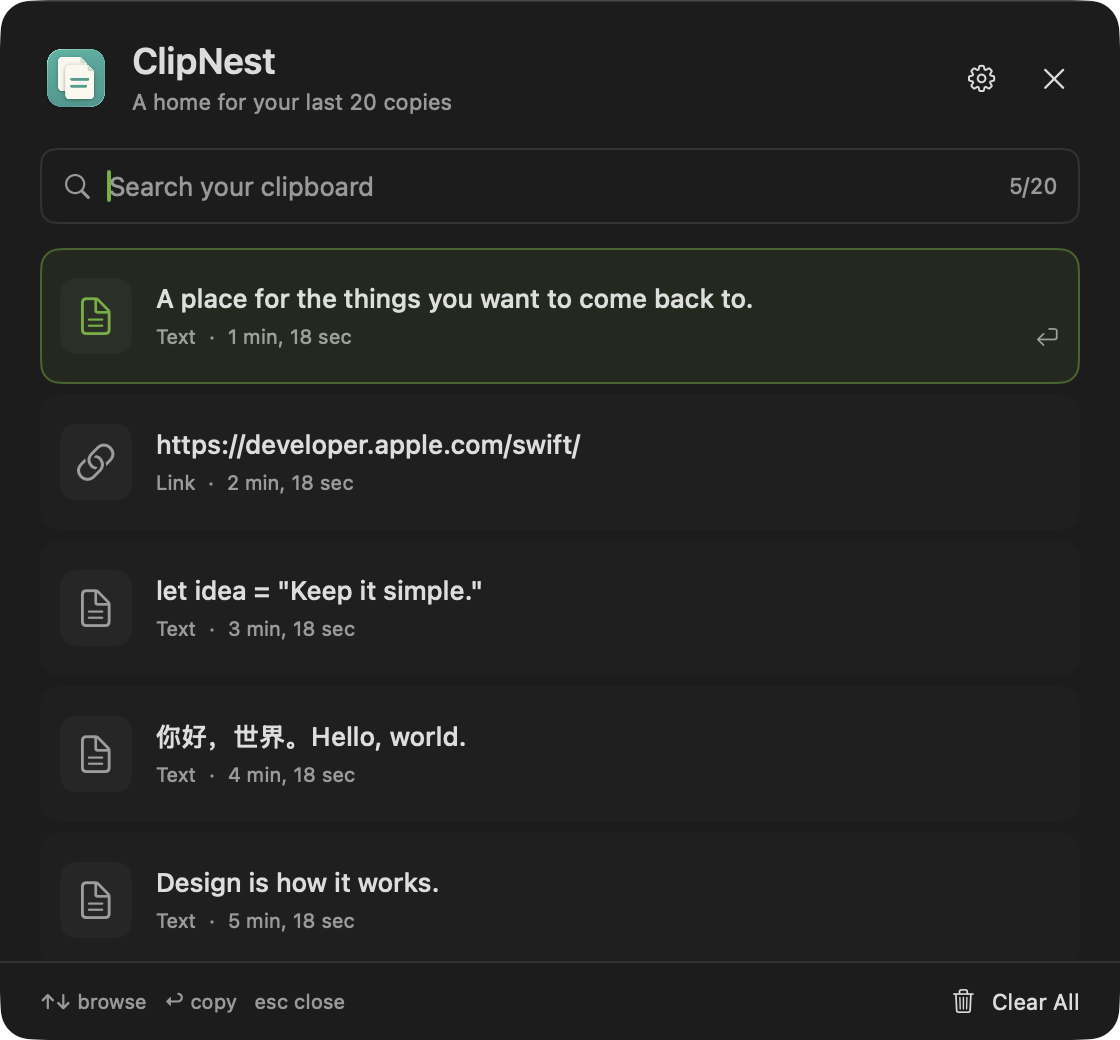 ClipNest
A home for your last 20 copies
Search your clipboard
5/20
A place for the things you want to come back to.
Text · 1 min, 18 sec
https://developer.apple.com/swift/
Link · 2 min, 18 sec
let idea = "Keep it simple."
Text · 3 min, 18 sec
你好，世界。Hello, world.
Text · 4 min, 18 sec
Design is how it works.
Text · 5 min, 18 sec
↑↓ browse ↩ copy esc close
Clear All